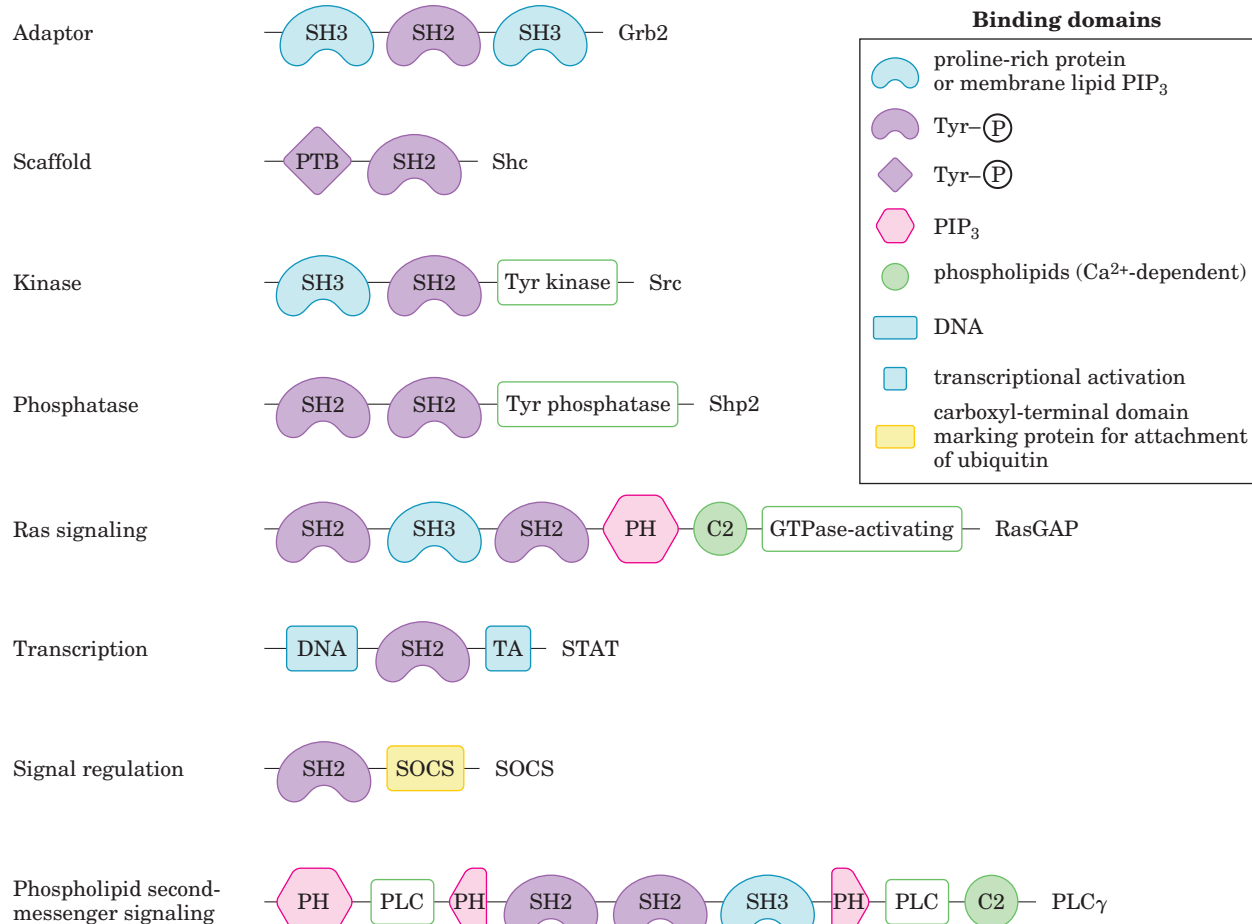 Adaptor
SH3 SH2 SH3 Grb2
Scaffold
PTB SH2 Shc
Kinase
SH3 SH2 Tyr kinase Src
Phosphatase
SH2 SH2 Tyr phosphatase Shp2
Ras signaling
SH2 SH3 SH2 PH C2 GTPase-activating RasGAP
Transcription
DNA SH2 TA STAT
Signal regulation
SH2 SOCS SOCS
Phospholipid second-
messenger signaling
PH PLC PH SH2 SH2 SH3 PH PLC C2 PLCγ
Binding domains
proline-rich protein
or membrane lipid PIP₃
Tyr–Ⓟ
Tyr–Ⓟ
PIP₃
phospholipids (Ca²⁺-dependent)
DNA
transcriptional activation
carboxyl-terminal domain
marking protein for attachment
of ubiquitin